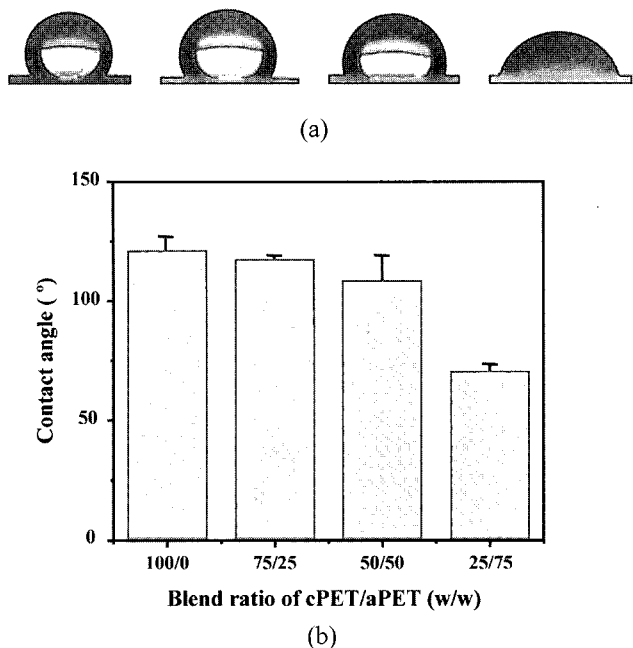 (a)
150
100
50
0
Contact angle ( °)
100/0 75/25 50/50 25/75
Blend ratio of cPET/aPET (w/w)
(b)